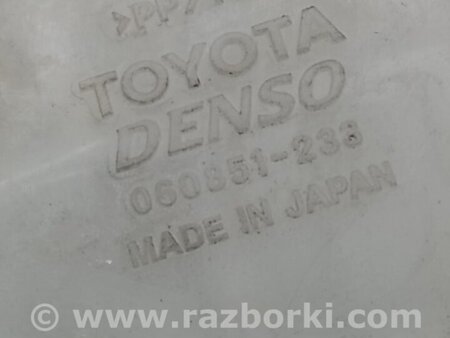 >PP
TOYOTA
DENSO
060851-238
MADE IN JAPAN
© www.razborki.com